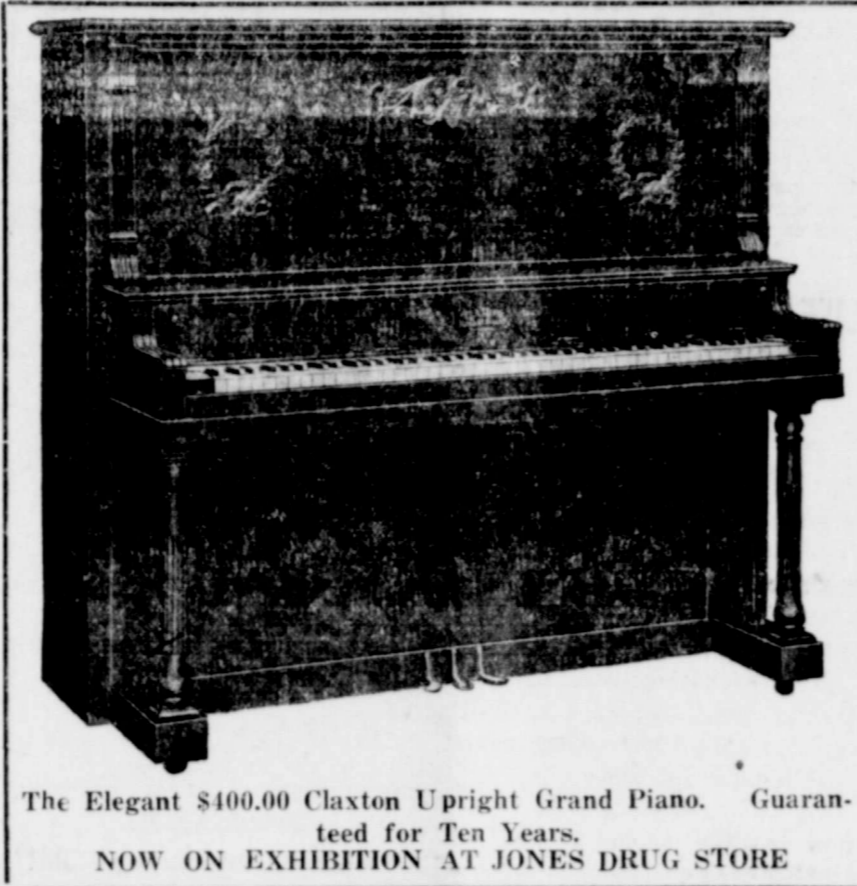 The Elegant $400.00 Claxton Upright Grand Piano. Guaran-
teed for Ten Years.
NOW ON EXHIBITION AT JONES DRUG STORE